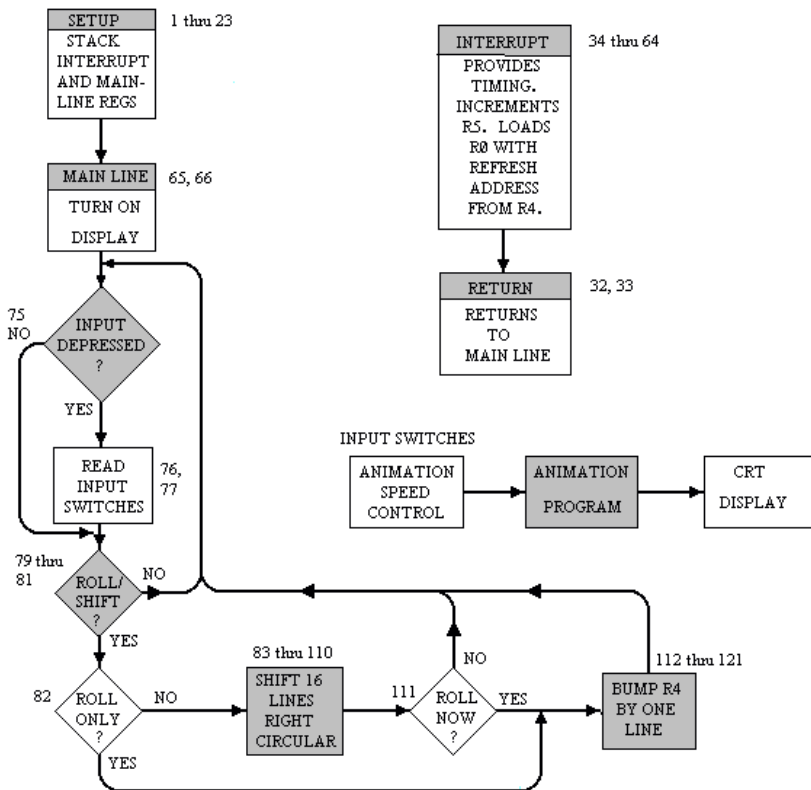 SETUP
1 thru 23
STACK
INTERRUPT
AND MAIN-
LINE REGS
MAIN LINE
65, 66
TURN ON
DISPLAY
75
NO
INPUT
DEPRESSED
?
YES
READ
INPUT
SWITCHES
76,
77
79 thru
81
ROLL/
SHIFT
?
NO
YES
82
ROLL
ONLY
?
NO
YES
83 thru 110
SHIFT 16
LINES
RIGHT
CIRCULAR
111
ROLL
NOW
?
NO
YES
112 thru 121
BUMP R4
BY ONE
LINE
INTERRUPT
34 thru 64
PROVIDES
TIMING.
INCREMENTS
R5. LOADS
RØ WITH
REFRESH
ADDRESS
FROM R4.
RETURN
32, 33
RETURNS
TO
MAIN LINE
INPUT SWITCHES
ANIMATION
SPEED
CONTROL
ANIMATION
PROGRAM
CRT
DISPLAY